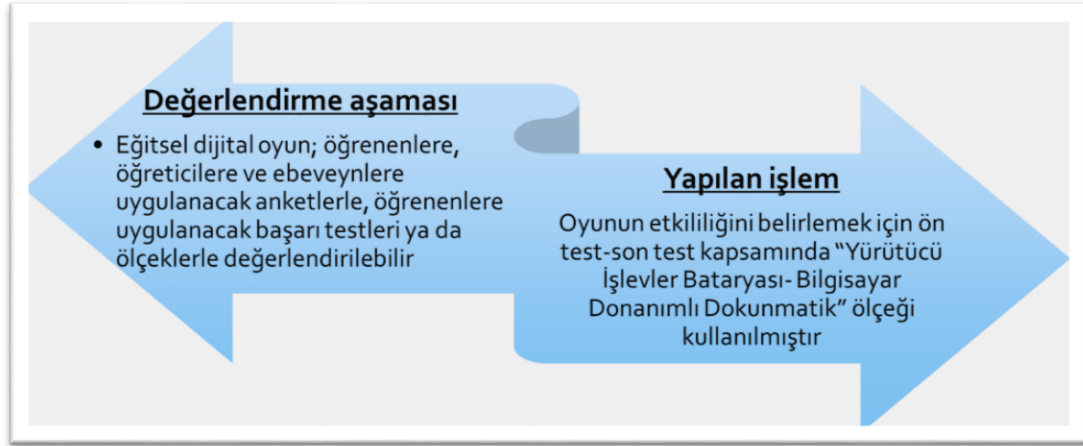 Değerlendirme aşaması
• Eğitsel dijital oyun; öğrenenlere,
öğreticilere ve ebeveynlere
uygulanacak anketlerle, öğrenenlere
uygulanacak başarı testleri ya da
ölçeklerle değerlendirilebilir
Yapılan işlem
Oyunun etkililiğini belirlemek için ön
test-son test kapsamında “Yürütücü
İşlevler Bataryası- Bilgisayar
Donanımlı Dokunmatik” ölçeği
kullanılmıştır